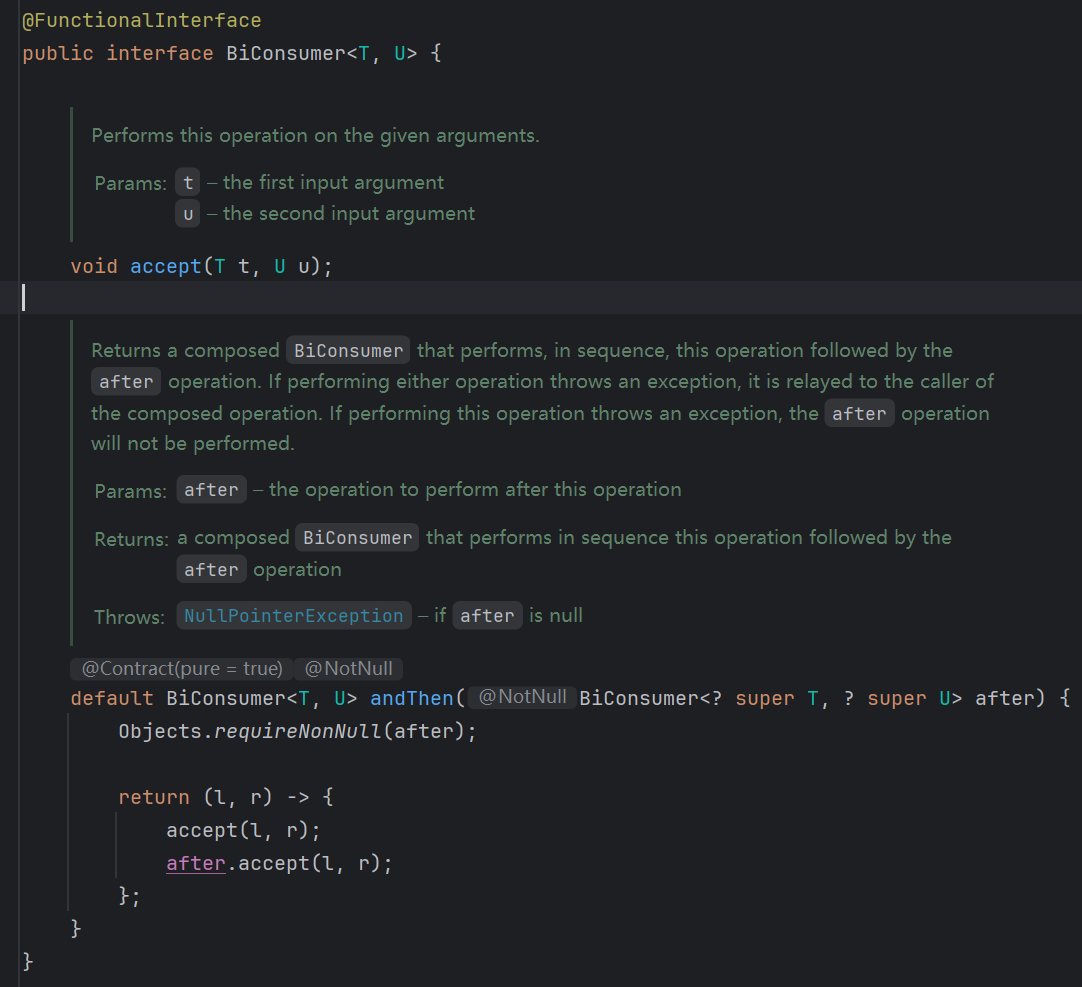 @FunctionalInterface
public interface BiConsumer<T, U> {
Performs this operation on the given arguments.
Params: t – the first input argument
u – the second input argument
void accept(T t, U u);
Returns a composed BiConsumer that performs, in sequence, this operation followed by the
after operation. If performing either operation throws an exception, it is relayed to the caller of
the composed operation. If performing this operation throws an exception, the after operation
will not be performed.
Params: after – the operation to perform after this operation
Returns: a composed BiConsumer that performs in sequence this operation followed by the
after operation
Throws: NullPointerException – if after is null
@Contract(pure = true) @NotNull
default BiConsumer<T, U> andThen( @NotNull BiConsumer<? super T, ? super U> after) {
Objects.requireNonNull(after);
return (l, r) -> {
accept(l, r);
after.accept(l, r);
};
}
}